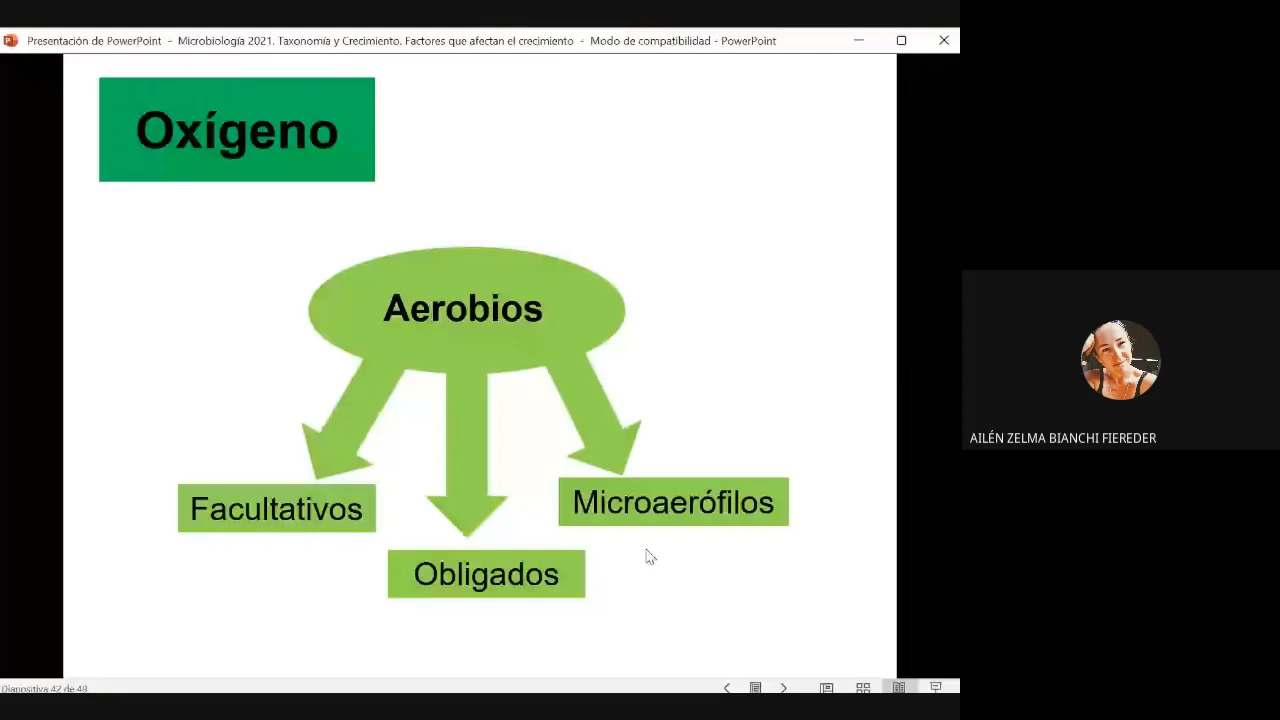 Presentación de PowerPoint - Microbiología 2021. Taxonomía y Crecimiento. Factores que afectan el crecimiento - Modo de compatibilidad - PowerPoint
Oxígeno
Aerobios
Facultativos
Microaerófilos
Obligados
AILÉN ZELMA BIANCHI FIEREDER
Diapositiva 42 de 49